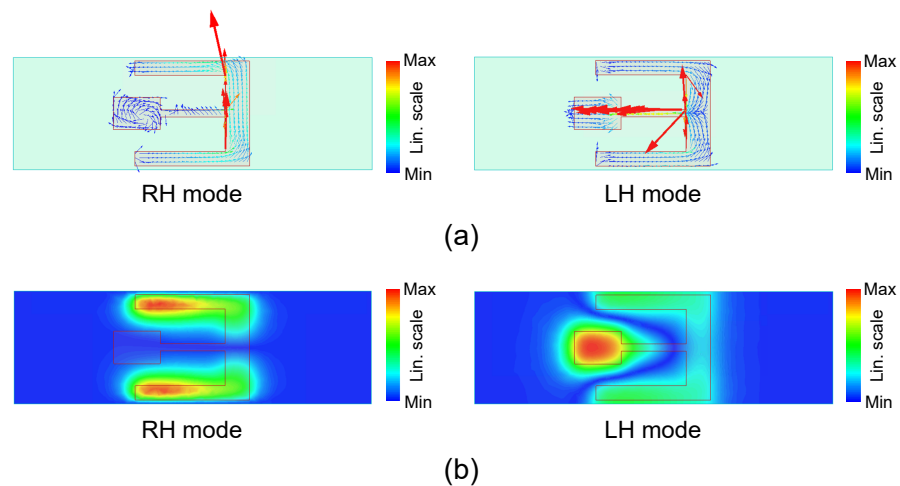 Max
Lin. scale
Min
RH mode
Max
Lin. scale
Min
LH mode
(a)
Max
Lin. scale
Min
RH mode
Max
Lin. scale
Min
LH mode
(b)